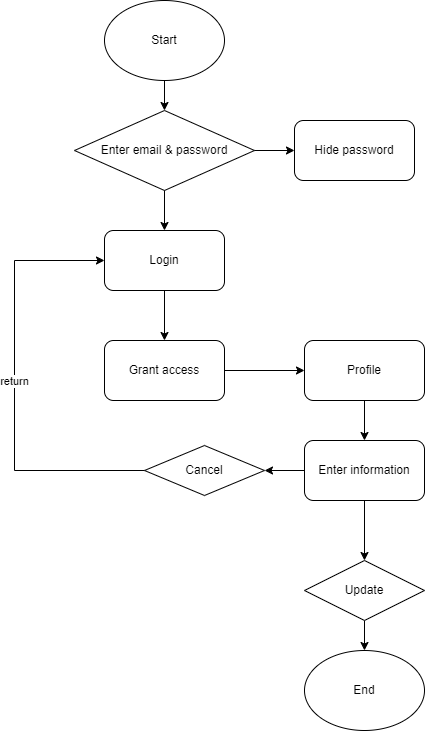 Start
Enter email & password
Hide password
Login
Grant access
Profile
return
Cancel
Enter information
Update
End